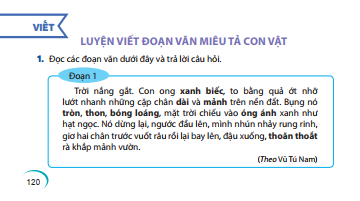 VIẾT
LUYỆN VIẾT ĐOẠN VĂN MIÊU TẢ CON VẬT
1. Đọc các đoạn văn dưới đây và trả lời câu hỏi.
Đoạn 1
Trời nắng gắt. Con ong xanh biếc, to bằng quả ớt nhỡ
lướt nhanh những cặp chân dài và mảnh trên nền đất. Bụng nó
tròn, thon, bóng loáng, mặt trời chiếu vào óng ánh xanh như
hạt ngọc. Nó dừng lại, ngước đầu lên, mình nhún nhảy rung rinh,
giơ hai chân trước vuốt râu rồi lại bay lên, đậu xuống, thoăn thoắt
rà khắp mảnh vườn.
(Theo Vũ Tú Nam)
120